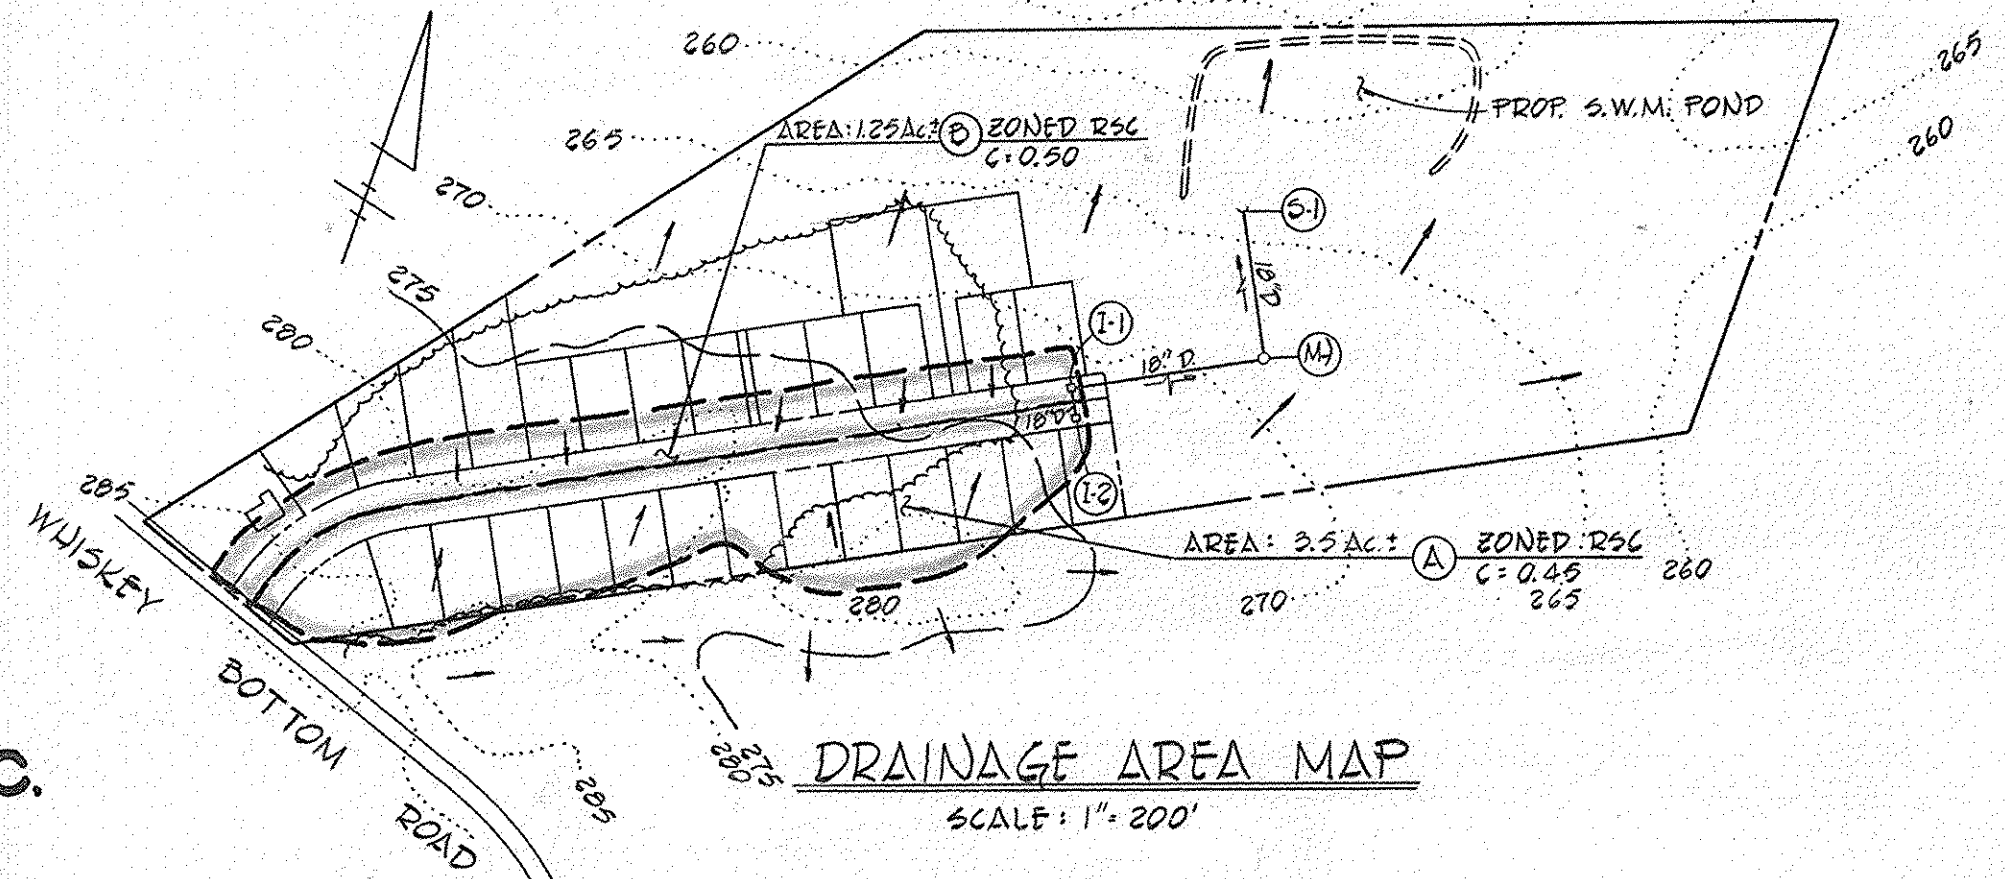 260
265
PROP. S.W.M. POND
AREA: 1.25 AC.± B ZONED RSC
C = 0.50
265
260
270
S-1
275
18" D
280
I-1
MH
18" D
18" D
285
I-2
WHISKEY
BOTTOM
ROAD
AREA: 3.5 AC.± A ZONED: RSC
C = 0.45
265
260
270
280
275
280
285
C.
DRAINAGE AREA MAP
SCALE: 1" = 200'